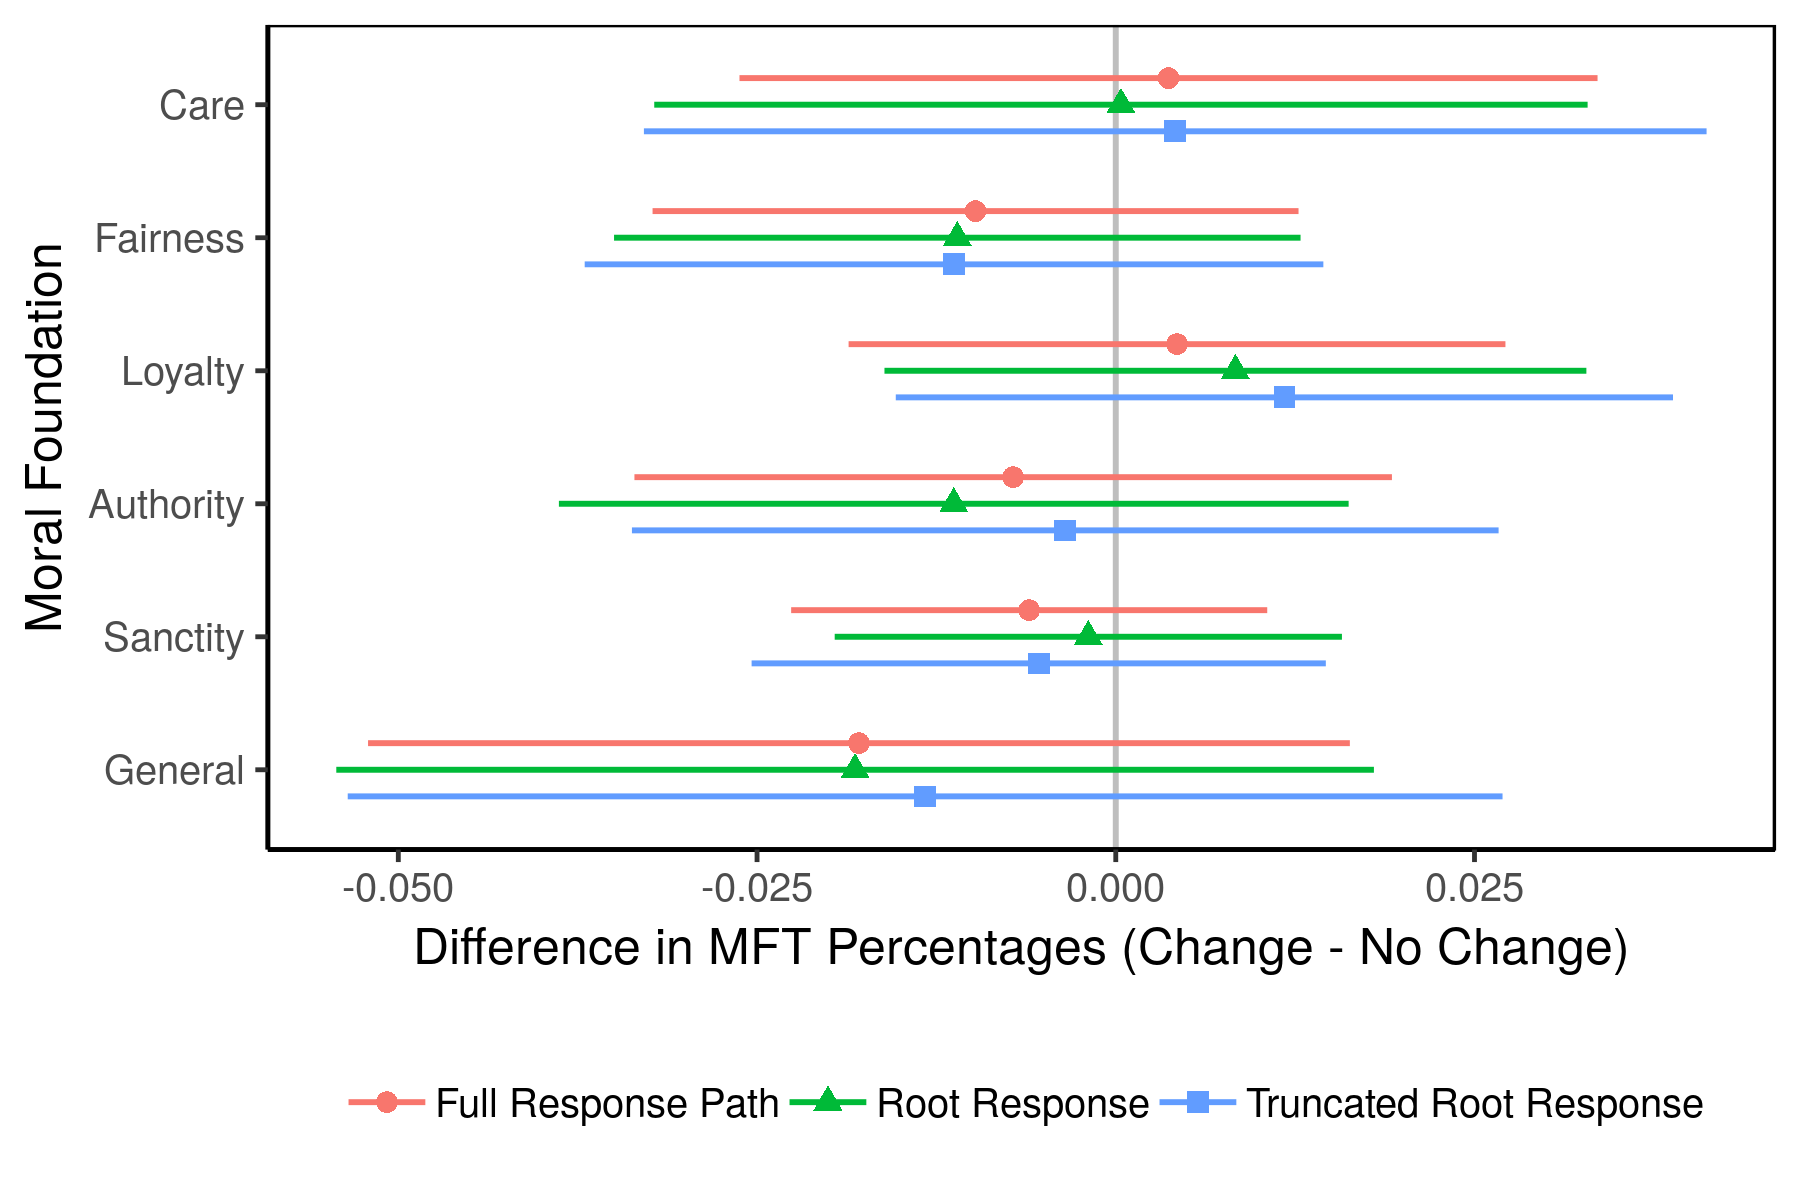 Care
Fairness
Loyalty
Authority
Sanctity
General
Moral Foundation
-0.050 -0.025 0.000 0.025
Difference in MFT Percentages (Change - No Change)
Full Response Path Root Response Truncated Root Response